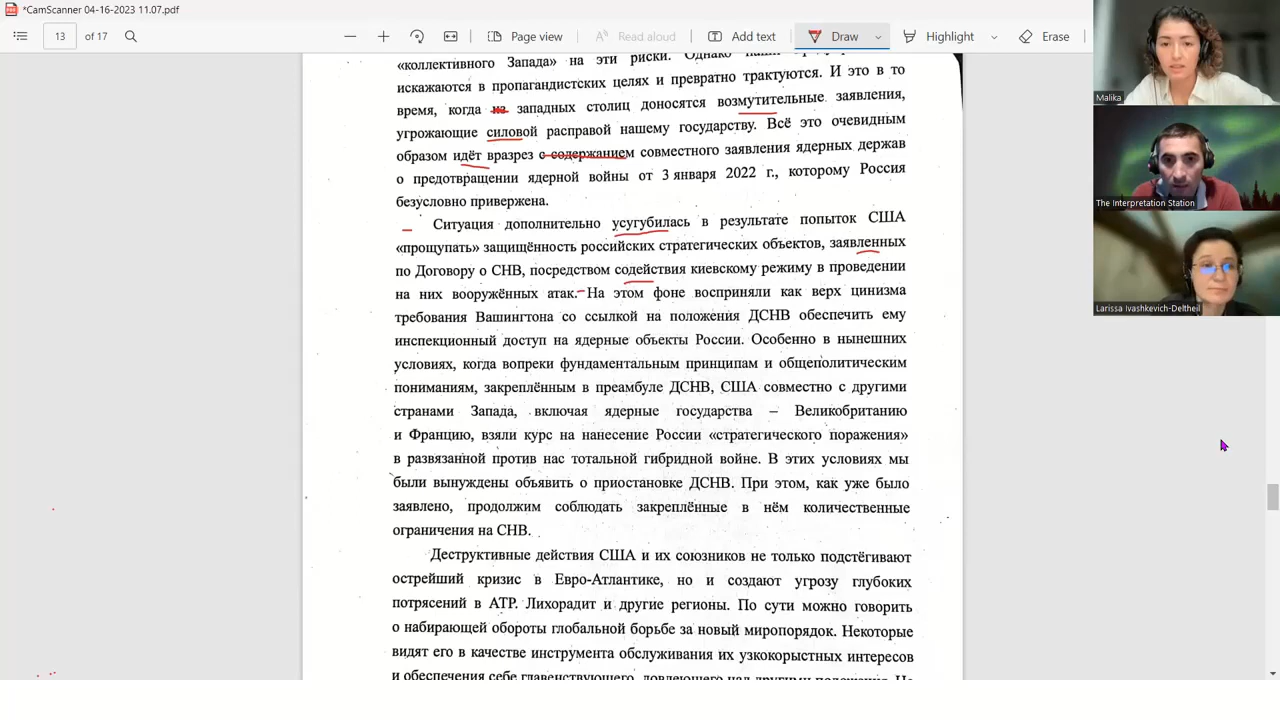 *CamScanner 04-16-2023 11.07.pdf
13 of 17 Page view Read aloud Add text Draw Highlight Erase
«коллективного Запада» на эти риски. Однако
искажаются в пропагандистских целях и превратно трактуются. И это в то
время, когда из западных столиц доносятся возмутительные заявления,
угрожающие силовой расправой нашему государству. Всё это очевидным
образом идёт вразрез с содержанием совместного заявления ядерных держав
о предотвращении ядерной войны от 3 января 2022 г., которому Россия
безусловно привержена.
Ситуация дополнительно усугубилась в результате попыток США
«прощупать» защищённость российских стратегических объектов, заявленных
по Договору о СНВ, посредством содействия киевскому режиму в проведении
на них вооружённых атак. На этом фоне восприняли как верх цинизма
требования Вашингтона со ссылкой на положения ДСНВ обеспечить ему
инспекционный доступ на ядерные объекты России. Особенно в нынешних
условиях, когда вопреки фундаментальным принципам и общеполитическим
пониманиям, закреплённым в преамбуле ДСНВ, США совместно с другими
странами Запада, включая ядерные государства – Великобританию
и Францию, взяли курс на нанесение России «стратегического поражения»
в развязанной против нас тотальной гибридной войне. В этих условиях мы
были вынуждены объявить о приостановке ДСНВ. При этом, как уже было
заявлено, продолжим соблюдать закреплённые в нём количественные
ограничения на СНВ.
Деструктивные действия США и их союзников не только подстёгивают
острейший кризис в Евро-Атлантике, но и создают угрозу глубоких
потрясений в АТР. Лихорадит и другие регионы. По сути можно говорить
о набирающей обороты глобальной борьбе за новый миропорядок. Некоторые
видят его в качестве инструмента обслуживания их узкокорыстных интересов
и обеспечения себе главенствующего, довлеющего над другими положения. Но
Malika
The Interpretation Station
Larissa Ivashkevich-Deltheil